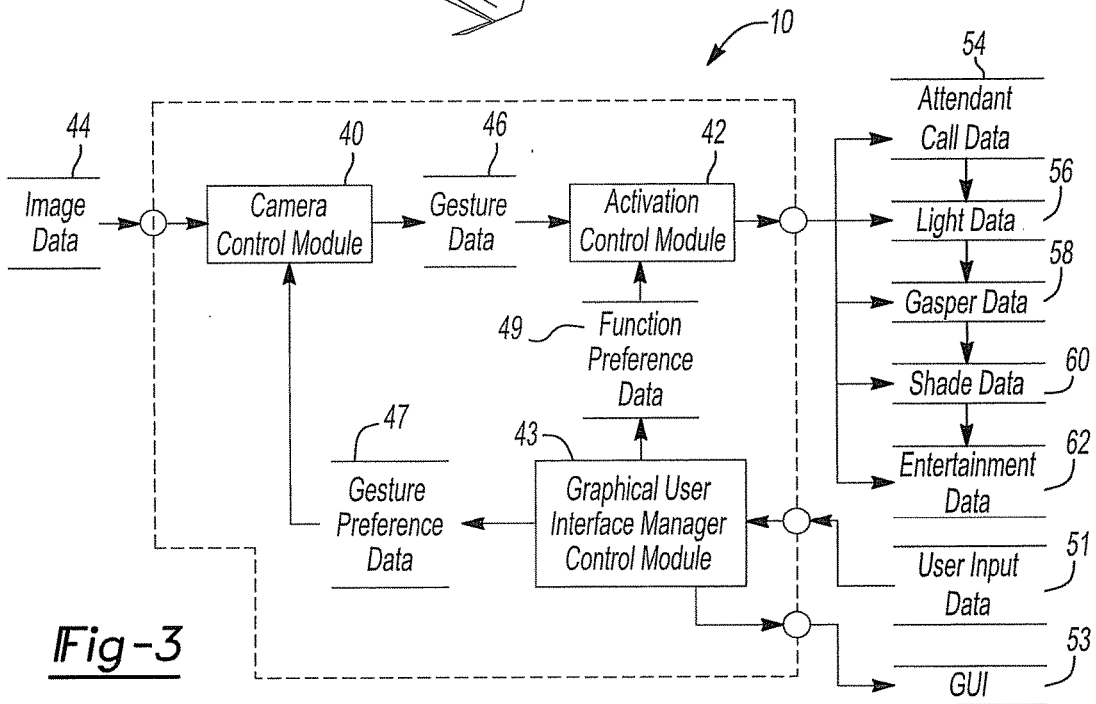 10
44
Image
Data
40
Camera
Control Module
46
Gesture
Data
42
Activation
Control Module
54
Attendant
Call Data
56
Light Data
58
Gasper Data
60
Shade Data
62
Entertainment
Data
49
Function
Preference
Data
47
Gesture
Preference
Data
43
Graphical User
Interface Manager
Control Module
51
User Input
Data
53
GUI
Fig-3